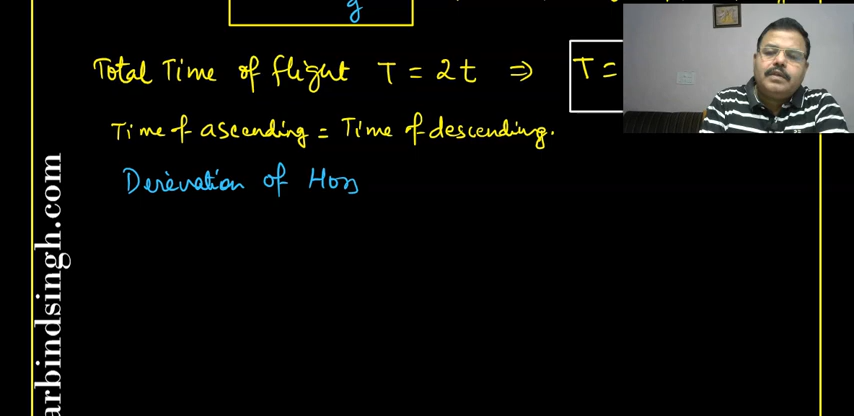 g
Total Time of flight T = 2t ⇒ T =
Time of ascending = Time of descending.
Derivation of Hor
arbindsingh.com